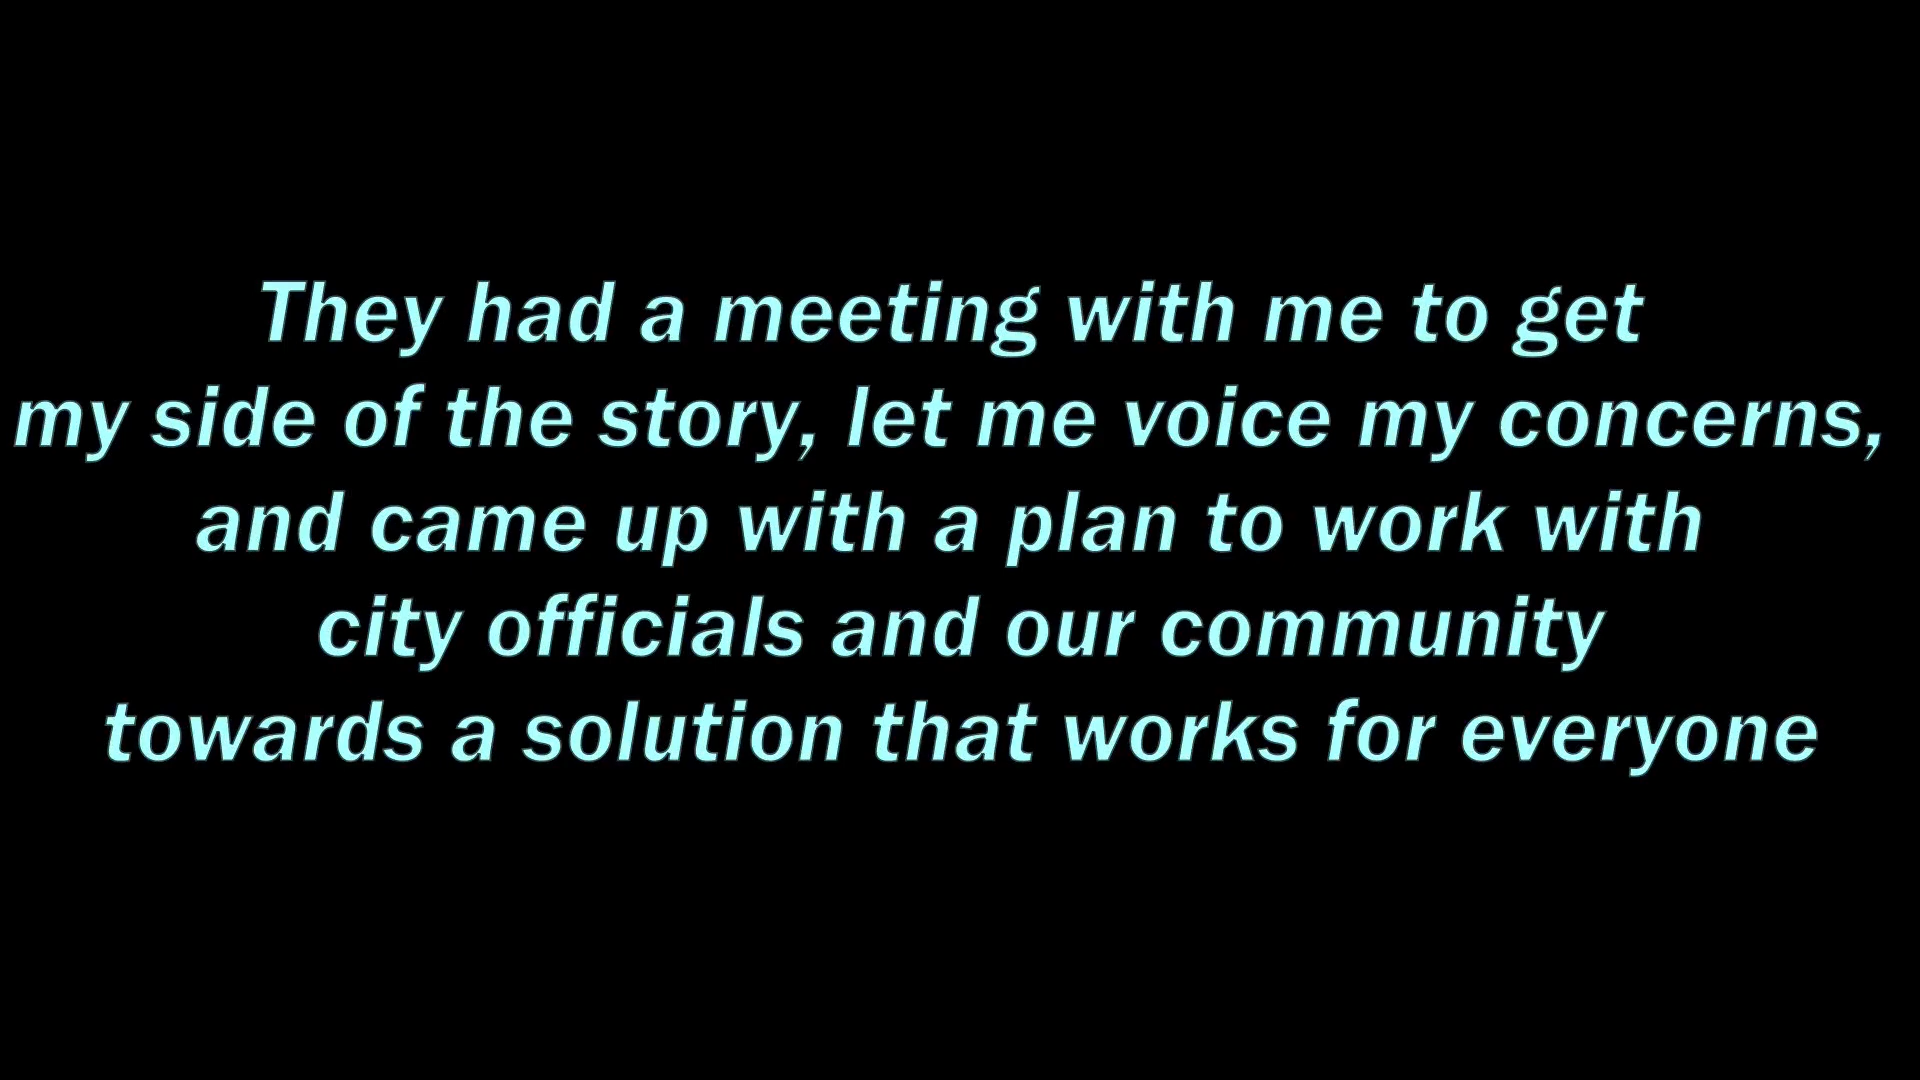 They had a meeting with me to get
my side of the story, let me voice my concerns,
and came up with a plan to work with
city officials and our community
towards a solution that works for everyone